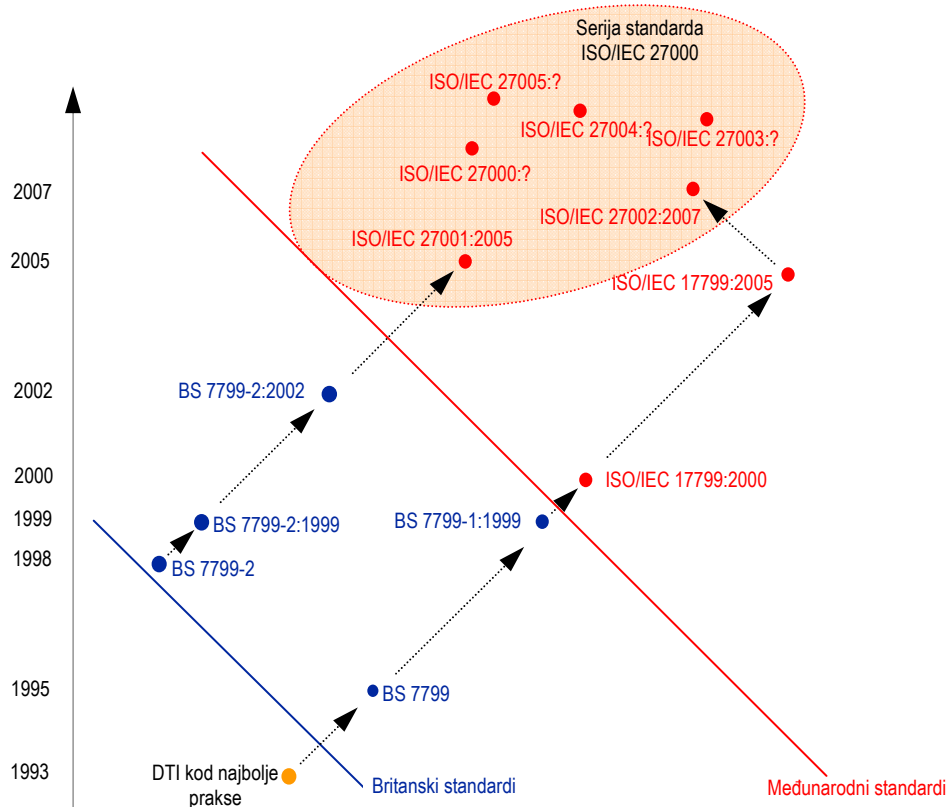 Serija standarda
ISO/IEC 27000
ISO/IEC 27005:?
ISO/IEC 27004:?
ISO/IEC 27003:?
ISO/IEC 27000:?
2007
ISO/IEC 27002:2007
ISO/IEC 27001:2005
2005
ISO/IEC 17799:2005
2002
BS 7799-2:2002
2000
ISO/IEC 17799:2000
1999
BS 7799-2:1999
BS 7799-1:1999
1998
BS 7799-2
1995
BS 7799
1993
DTI kod najbolje
prakse
Britanski standardi
Međunarodni standardi